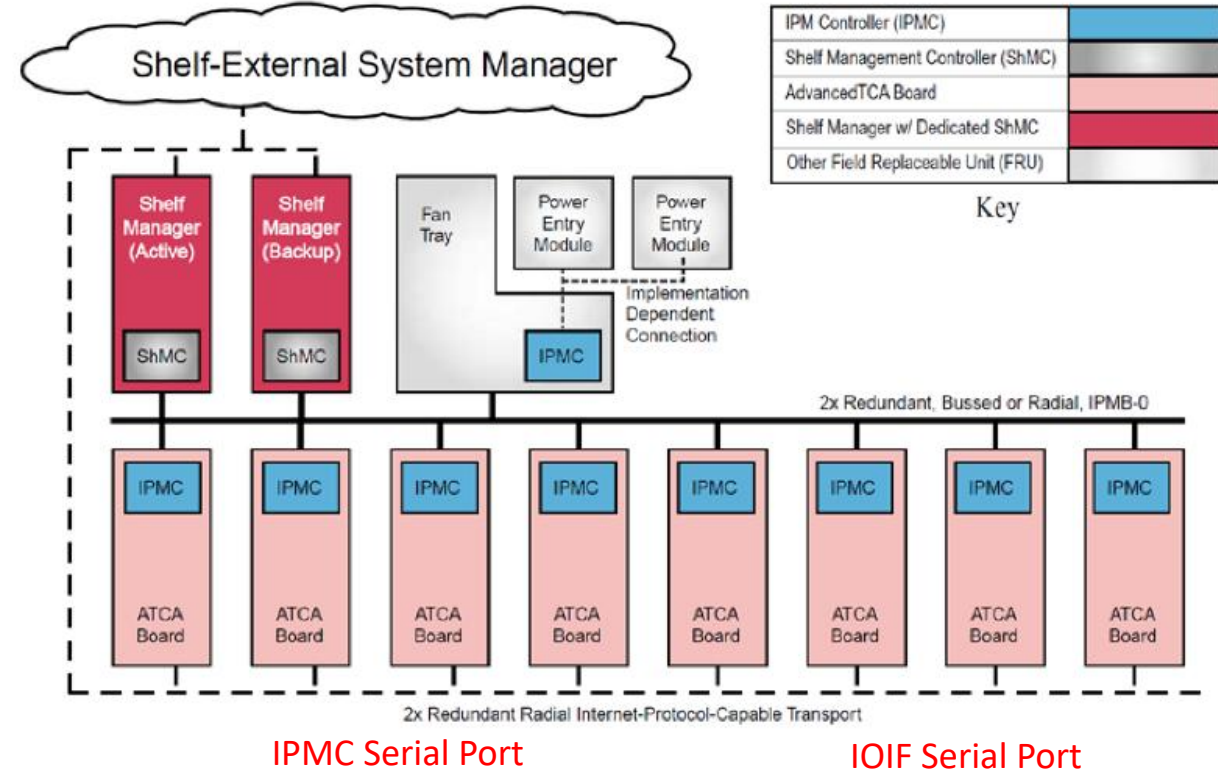 Shelf-External System Manager
IPM Controller (IPMC)
Shelf Management Controller (ShMC)
AdvancedTCA Board
Shelf Manager w/ Dedicated ShMC
Other Field Replaceable Unit (FRU)
Key
Shelf
Manager
(Active)
ShMC
Shelf
Manager
(Backup)
ShMC
Fan
Tray
IPMC
Power
Entry
Module
Power
Entry
Module
Implementation
Dependent
Connection
2x Redundant, Bussed or Radial, IPMB-0
IPMC
IPMC
IPMC
IPMC
IPMC
IPMC
IPMC
IPMC
ATCA
Board
ATCA
Board
ATCA
Board
ATCA
Board
ATCA
Board
ATCA
Board
ATCA
Board
ATCA
Board
2x Redundant Radial Internet-Protocol-Capable Transport
IPMC Serial Port
IOIF Serial Port